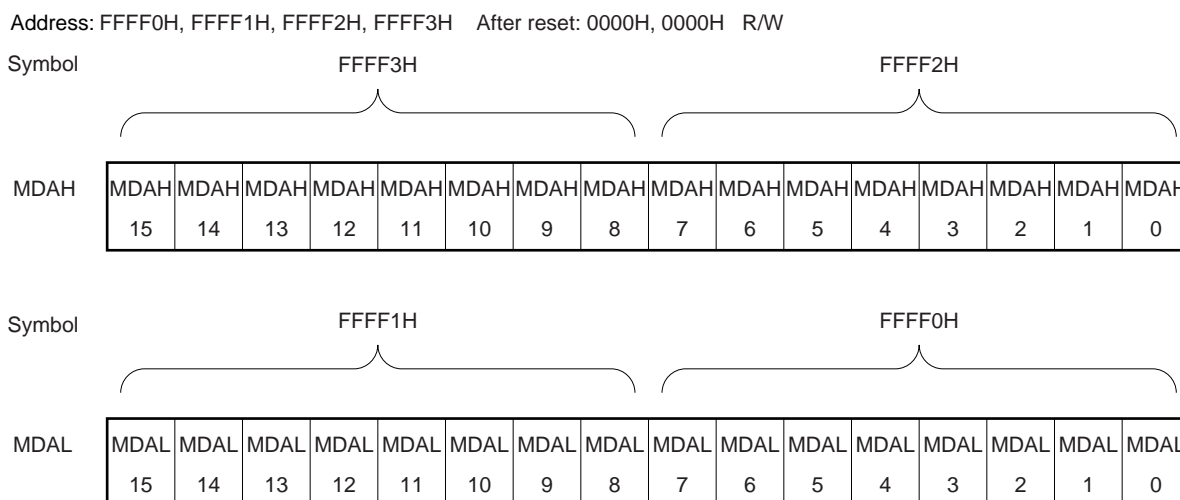 Address: FFFF0H, FFFF1H, FFFF2H, FFFF3H After reset: 0000H, 0000H R/W
Symbol FFFF3H FFFF2H
MDAH MDAH MDAH MDAH MDAH MDAH MDAH MDAH MDAH MDAH MDAH MDAH MDAH MDAH MDAH MDAH MDAH
15 14 13 12 11 10 9 8 7 6 5 4 3 2 1 0
Symbol FFFF1H FFFF0H
MDAL MDAL MDAL MDAL MDAL MDAL MDAL MDAL MDAL MDAL MDAL MDAL MDAL MDAL MDAL MDAL MDAL
15 14 13 12 11 10 9 8 7 6 5 4 3 2 1 0